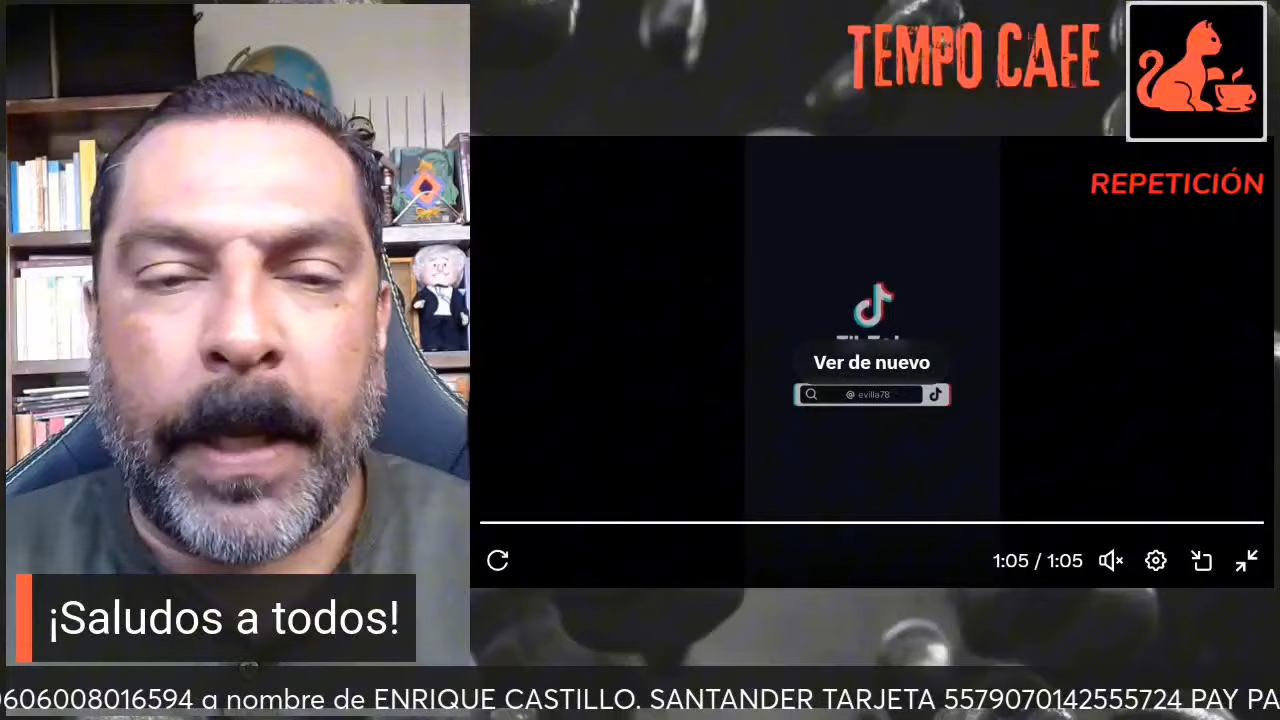 TEMPO CAFE
REPETICIÓN
Ver de nuevo
@ evilla78
1:05 / 1:05
¡Saludos a todos!
0606008016594 a nombre de ENRIQUE CASTILLO. SANTANDER TARJETA 5579070142555724 PAY PA